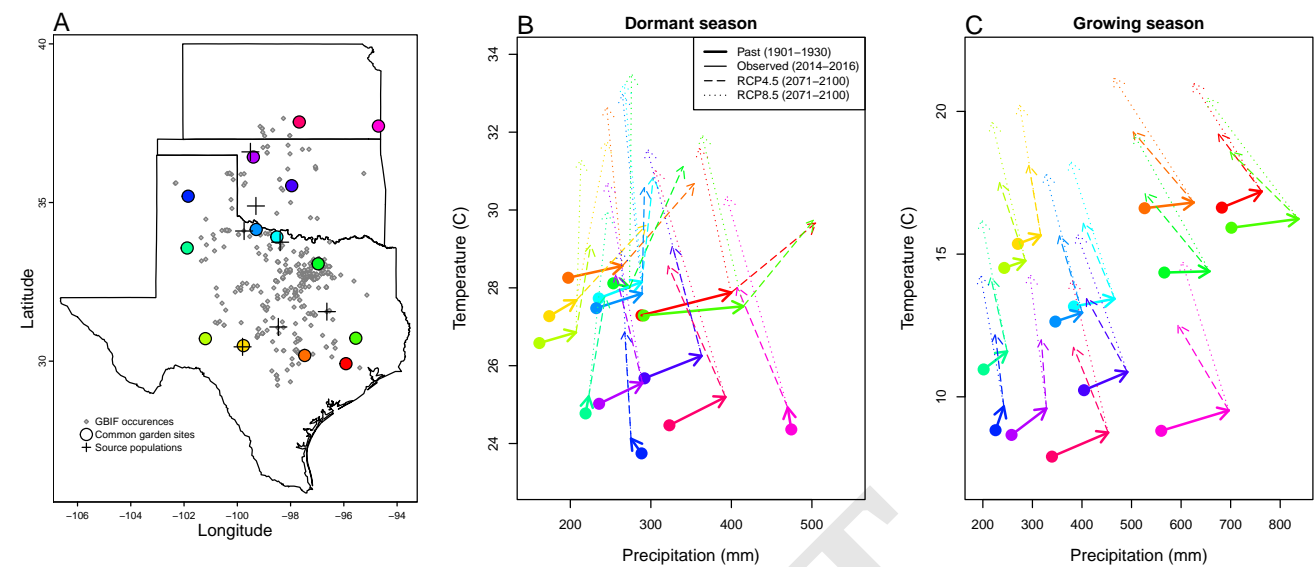 A
40
35
30
Latitude
−106
−104
−102
−100
−98
−96
−94
Longitude
GBIF occurences
Common garden sites
Source populations
B
Dormant season
34
32
30
28
26
24
Temperature (C)
200
300
400
500
Precipitation (mm)
Past (1901−1930)
Observed (2014−2016)
RCP4.5 (2071−2100)
RCP8.5 (2071−2100)
C
Growing season
20
15
10
Temperature (C)
200
300
400
500
600
700
800
Precipitation (mm)